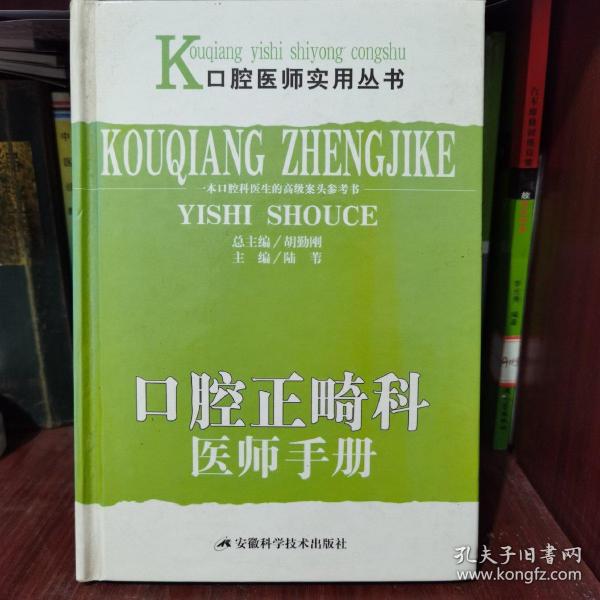 Kouqiang yishi shiyong congshu
口腔医师实用丛书
KOUQIANG ZHENGJIKE
一本口腔科医生的高级案头参考书
YISHI SHOUCE
总主编／胡勤刚
主　编／陆　苇
口腔正畸科
医师手册
安徽科学技术出版社
孔夫子旧书网
www.kongfz.com